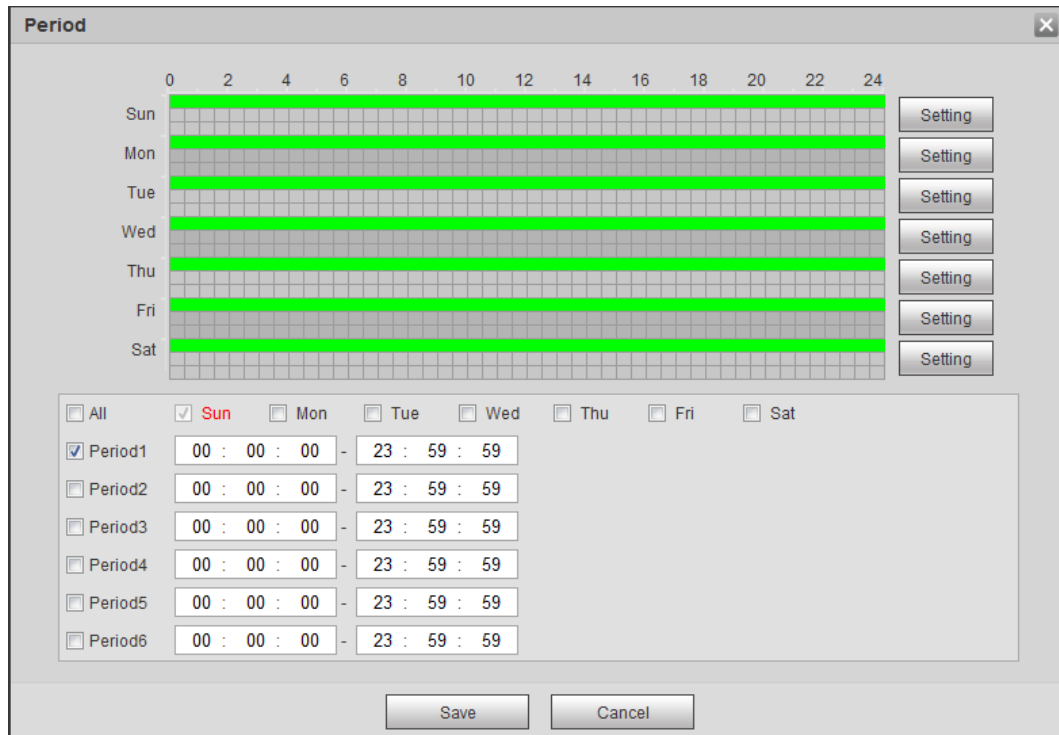 Period
0 2 4 6 8 10 12 14 16 18 20 22 24
Sun Setting
Mon Setting
Tue Setting
Wed Setting
Thu Setting
Fri Setting
Sat Setting
All Sun Mon Tue Wed Thu Fri Sat
Period1 00 : 00 : 00 - 23 : 59 : 59
Period2 00 : 00 : 00 - 23 : 59 : 59
Period3 00 : 00 : 00 - 23 : 59 : 59
Period4 00 : 00 : 00 - 23 : 59 : 59
Period5 00 : 00 : 00 - 23 : 59 : 59
Period6 00 : 00 : 00 - 23 : 59 : 59
Save Cancel